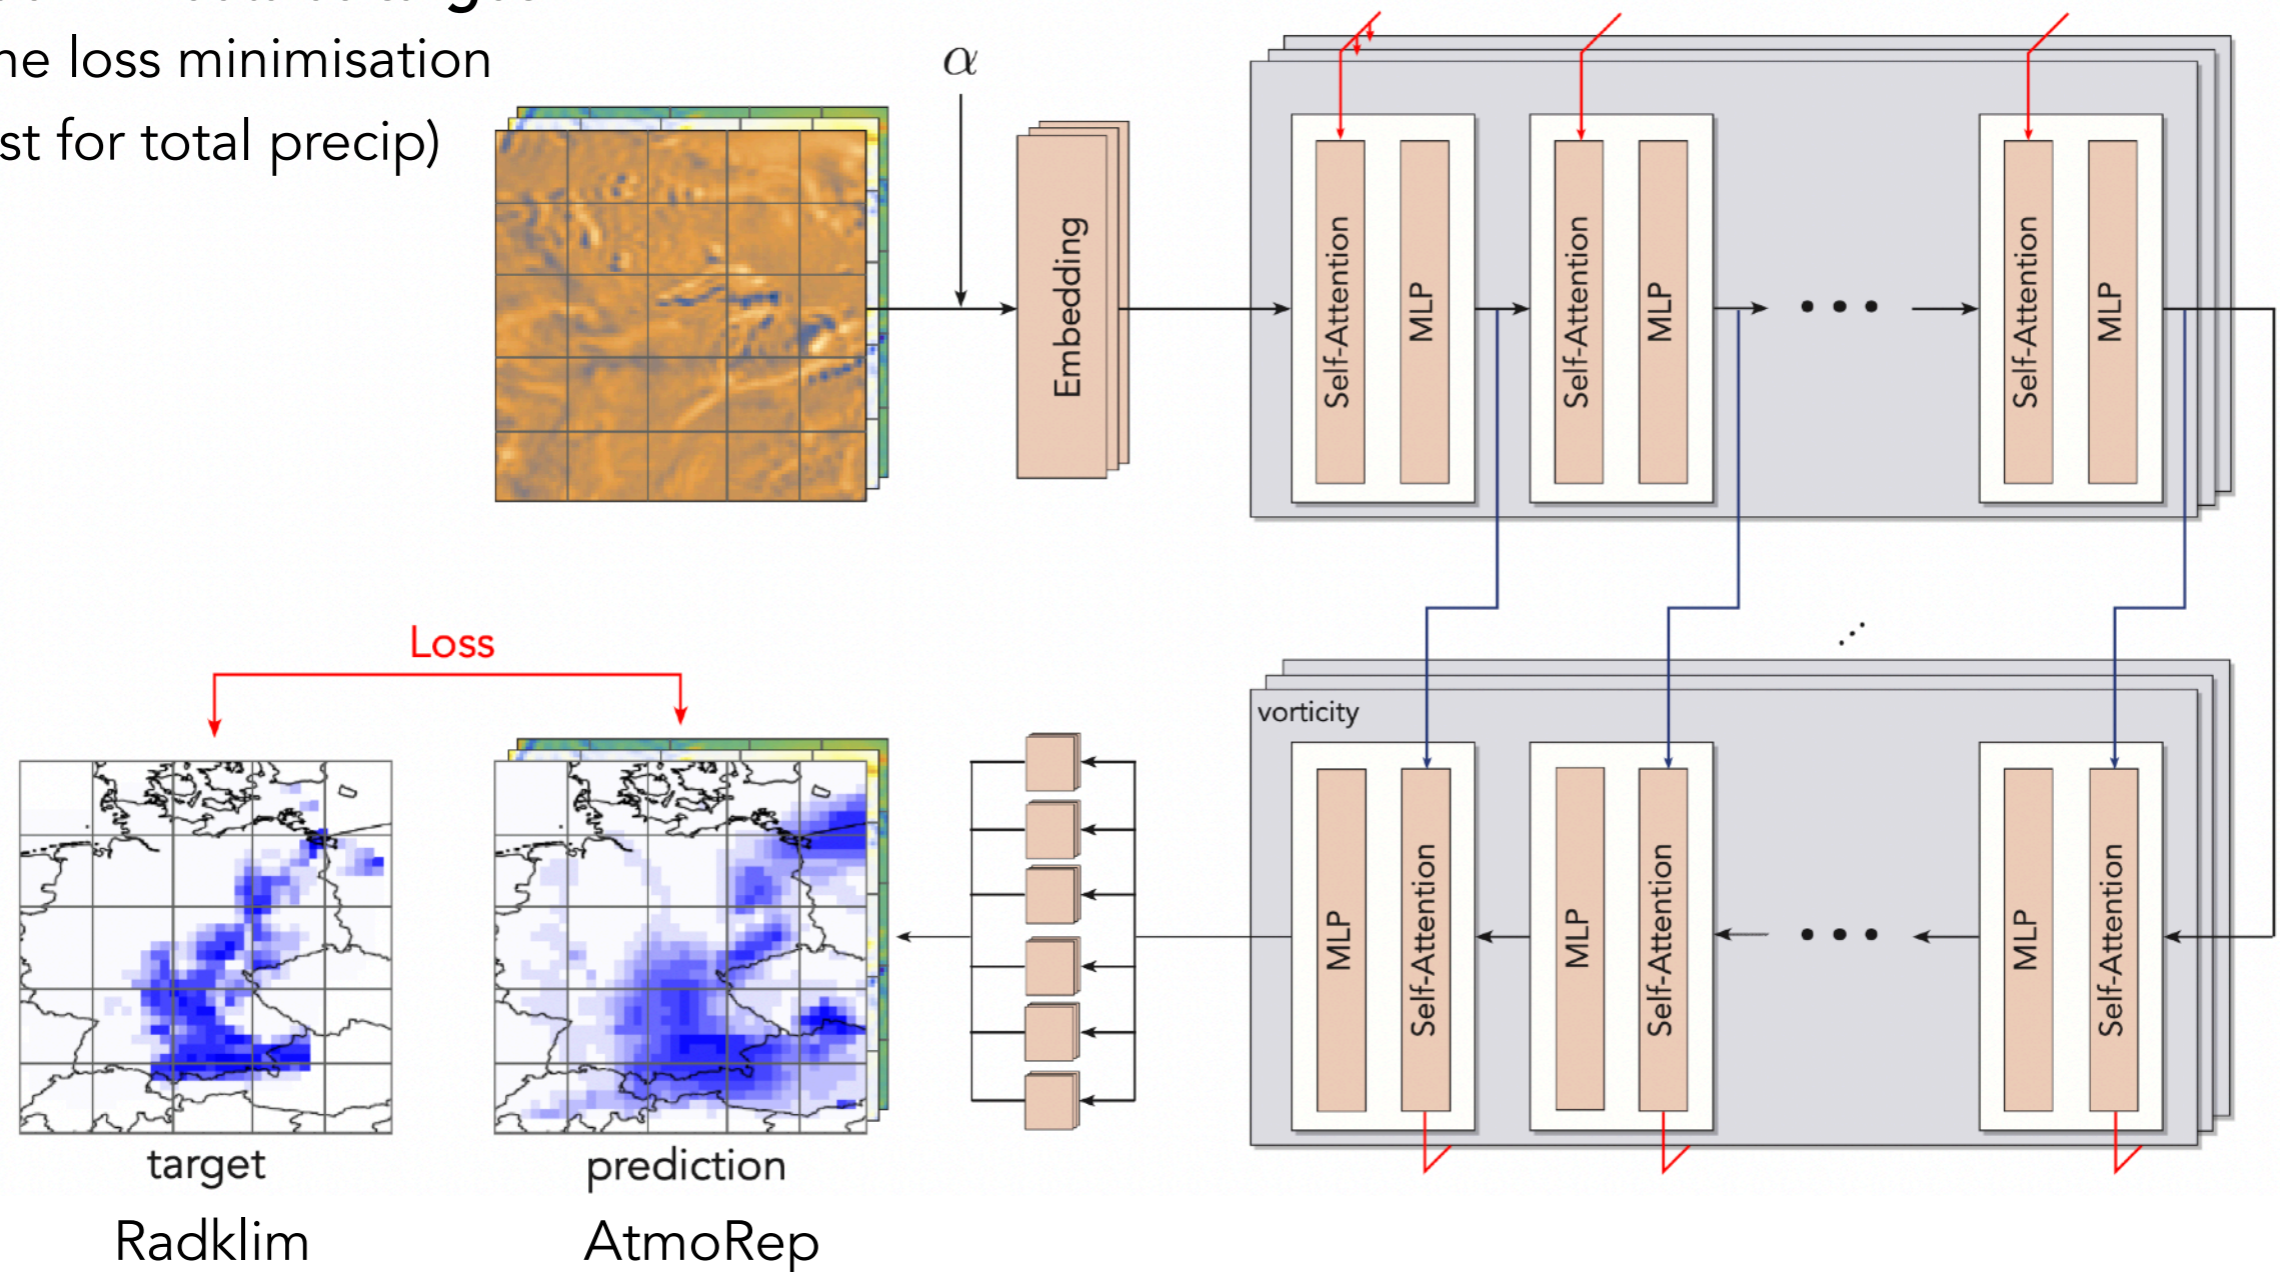 ne loss minimisation
st for total precip)
α
Embedding
Self-Attention
MLP
Self-Attention
MLP
Self-Attention
MLP
Loss
vorticity
MLP
Self-Attention
MLP
Self-Attention
MLP
Self-Attention
target
prediction
Radklim
AtmoRep